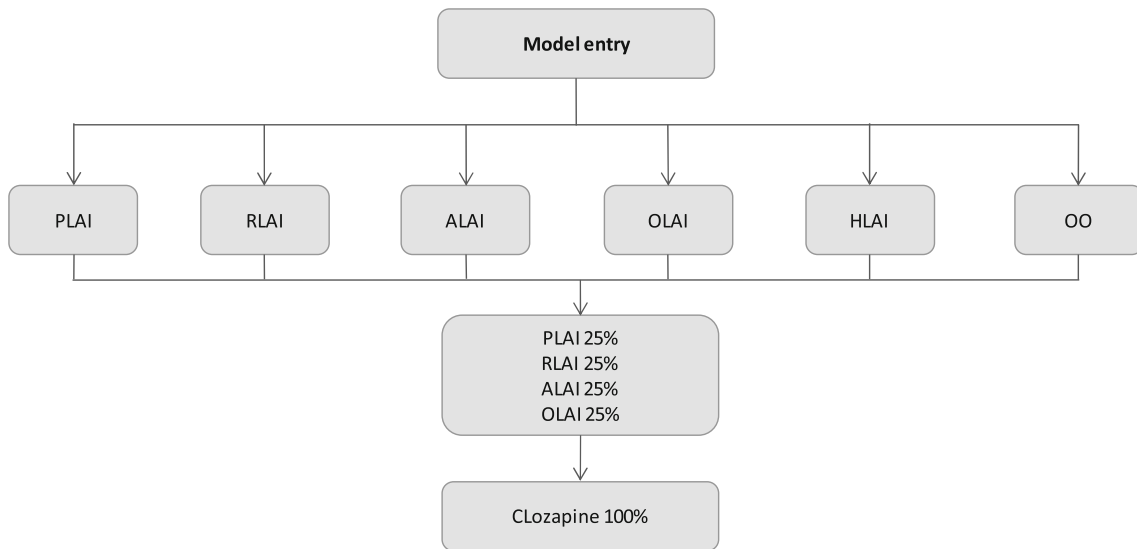 Model entry
PLAI
RLAI
ALAI
OLAI
HLAI
OO
PLAI 25%
RLAI 25%
ALAI 25%
OLAI 25%
CLozapine 100%